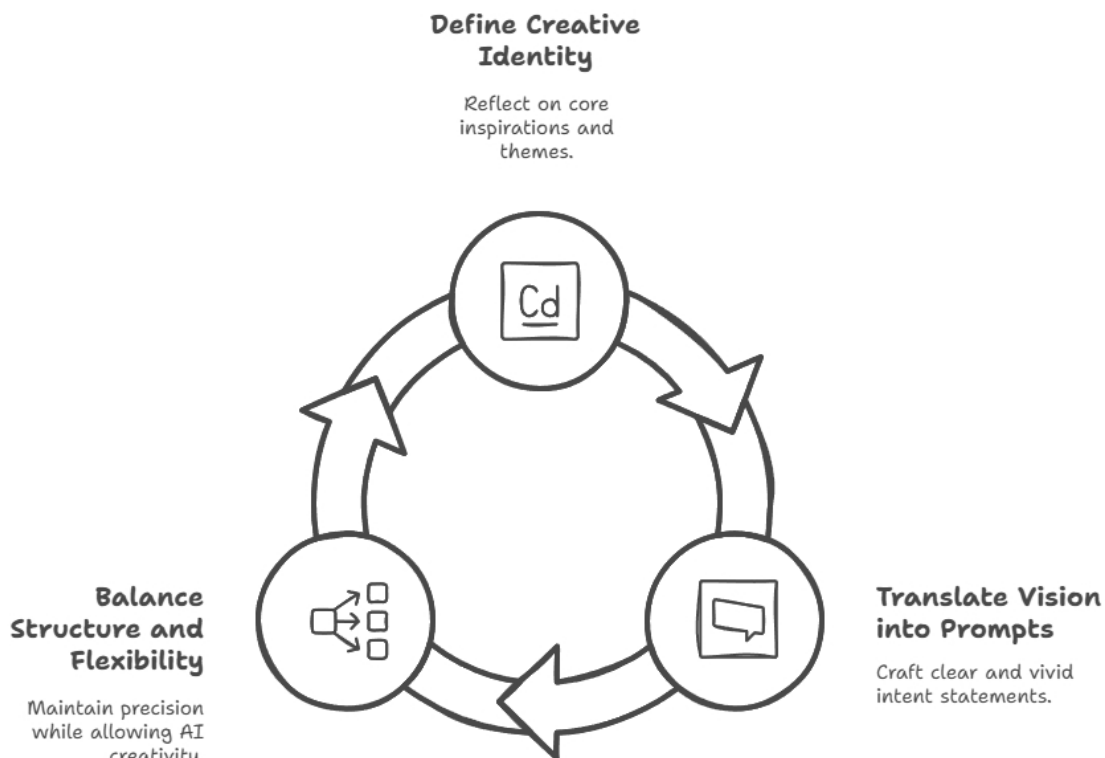 Define Creative
Identity
Reflect on core
inspirations and
themes.
Cd
Balance
Structure and
Flexibility
Maintain precision
while allowing AI
creativity.
Translate Vision
into Prompts
Craft clear and vivid
intent statements.